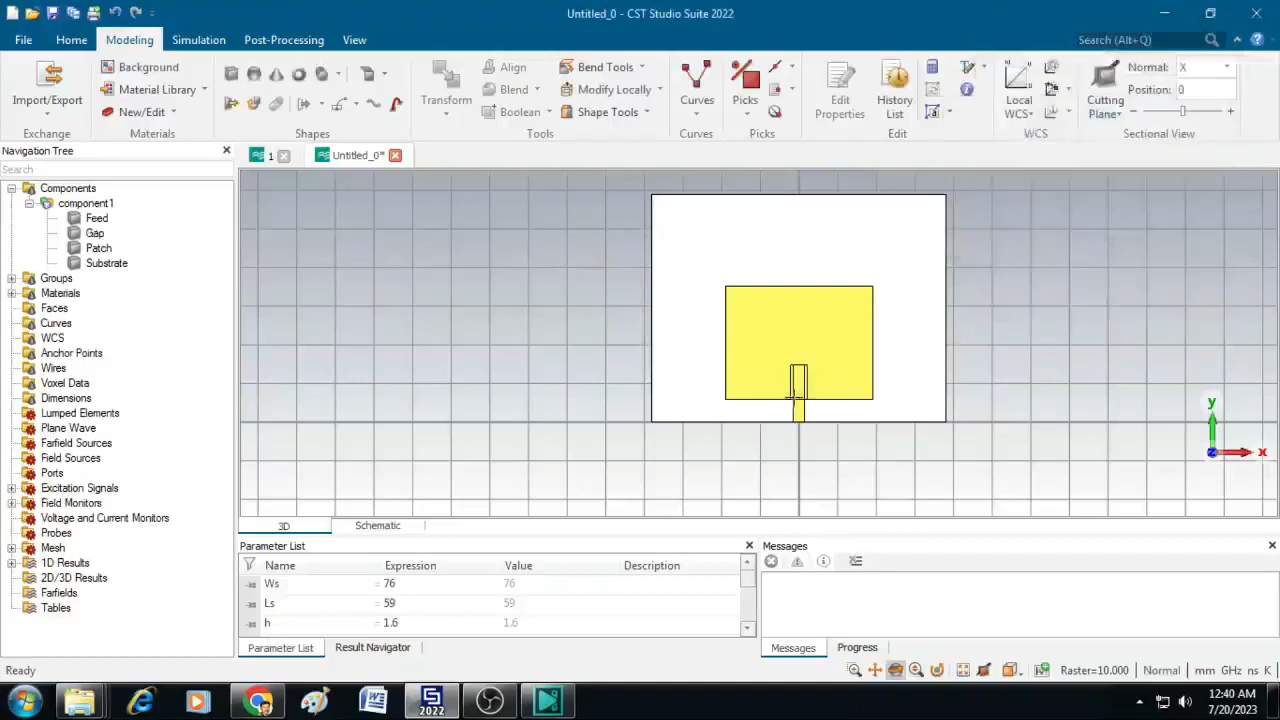 Untitled_0 - CST Studio Suite 2022
File Home Modeling Simulation Post-Processing View Search (Alt+Q)
Import/Export
Exchange
Background
Material Library
New/Edit
Materials
Shapes
Transform
Align
Blend
Boolean
Bend Tools
Modify Locally
Shape Tools
Tools
Curves
Curves
Picks
Picks
Edit
Properties
History
List
Edit
Local
WCS
WCS
Cutting
Plane
Normal: X
Position: 0
Sectional View
Navigation Tree
Search
1
Untitled_0*
Components
component1
Feed
Gap
Patch
Substrate
Groups
Materials
Faces
Curves
WCS
Anchor Points
Wires
Voxel Data
Dimensions
Lumped Elements
Plane Wave
Farfield Sources
Field Sources
Ports
Excitation Signals
Field Monitors
Voltage and Current Monitors
Probes
Mesh
1D Results
2D/3D Results
Farfields
Tables
y
x
3D Schematic
Parameter List
Name Expression Value Description
Ws = 76 76
Ls = 59 59
h = 1.6 1.6
Parameter List Result Navigator
Messages
Messages Progress
Ready
Raster=10.000 Normal mm GHz ns K
S
2022
12:40 AM
7/20/2023